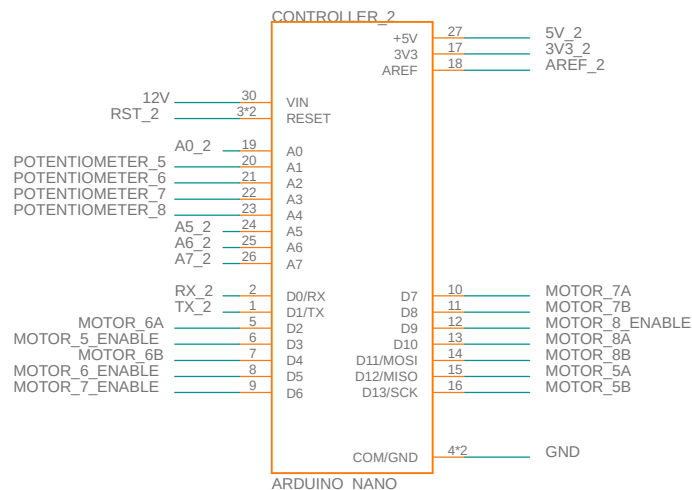 CONTROLLER_2
+5V 27 5V_2
3V3 17 3V3_2
AREF 18 AREF_2
12V 30 VIN
RST_2 3*2 RESET
A0_2 19 A0
POTENTIOMETER_5 20 A1
POTENTIOMETER_6 21 A2
POTENTIOMETER_7 22 A3
POTENTIOMETER_8 23 A4
A5_2 24 A5
A6_2 25 A6
A7_2 26 A7
RX_2 2 D0/RX D7 10 MOTOR_7A
TX_2 1 D1/TX D8 11 MOTOR_7B
MOTOR_6A 5 D2 D9 12 MOTOR_8_ENABLE
MOTOR_5_ENABLE 6 D3 D10 13 MOTOR_8A
MOTOR_6B 7 D4 D11/MOSI 14 MOTOR_8B
MOTOR_6_ENABLE 8 D5 D12/MISO 15 MOTOR_5A
MOTOR_7_ENABLE 9 D6 D13/SCK 16 MOTOR_5B
COM/GND 4*2 GND
ARDUINO_NANO